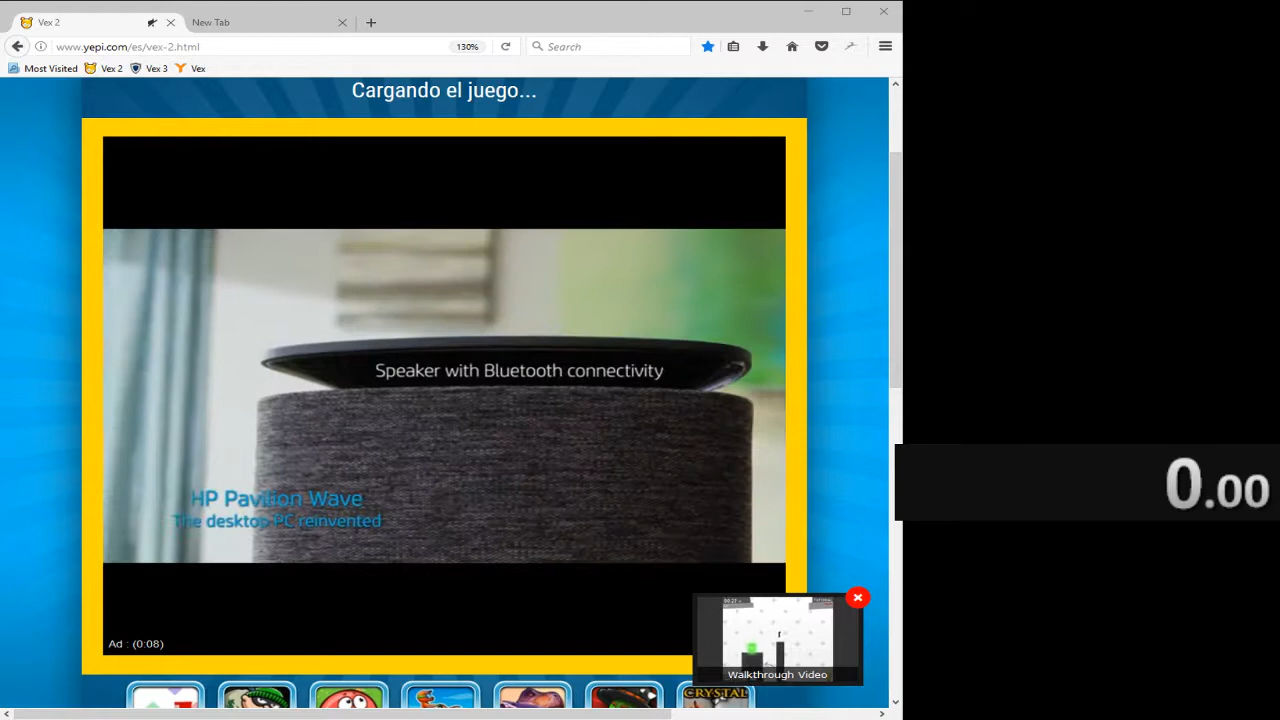 Vex 2
New Tab
www.yepi.com/es/vex-2.html
130%
Search
Most Visited
Vex 2
Vex 3
Vex
Cargando el juego...
Speaker with Bluetooth connectivity
HP Pavilion Wave
The desktop PC reinvented
0.00
Ad : (0:08)
Walkthrough Video
CRYSTAL